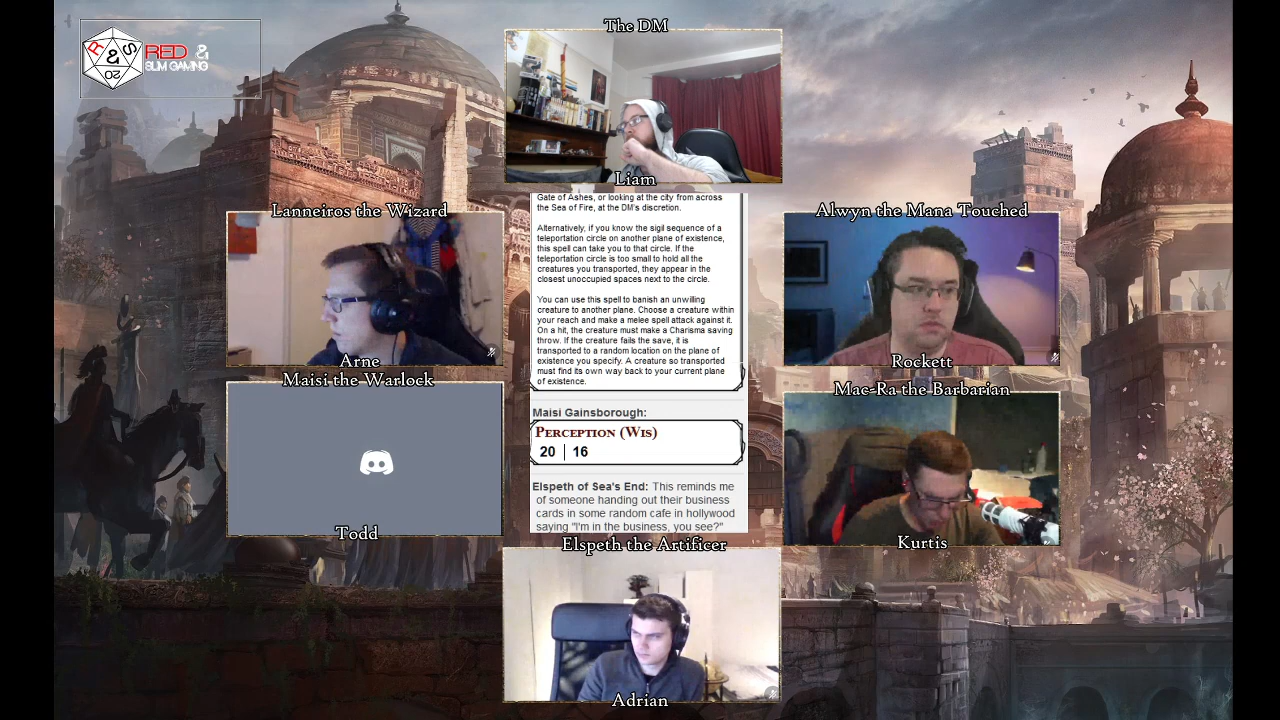 The DM
R & S
20
RED &
SLIM GAMING
Liam
Lanneiros the Wizard
Arne
Gate of Ashes, or looking at the city from across
the Sea of Fire, at the DM's discretion.
Alternatively, if you know the sigil sequence of a
teleportation circle on another plane of existence,
this spell can take you to that circle. If the
teleportation circle is too small to hold all the
creatures you transported, they appear in the
closest unoccupied spaces next to the circle.
You can use this spell to banish an unwilling
creature to another plane. Choose a creature within
your reach and make a melee spell attack against it.
On a hit, the creature must make a Charisma saving
throw. If the creature fails the save, it is
transported to a random location on the plane of
existence you specify. A creature so transported
must find its own way back to your current plane
of existence.
Alwyn the Mana Touched
Rockett
Maisi the Warlock
Todd
Maisi Gainsborough:
PERCEPTION (WIS)
20 | 16
Elspeth of Sea's End: This reminds me
of someone handing out their business
cards in some random cafe in hollywood
saying "I'm in the business, you see?"
Mac-Ra the Barbarian
Kurtis
Elspeth the Artificer
Adrian